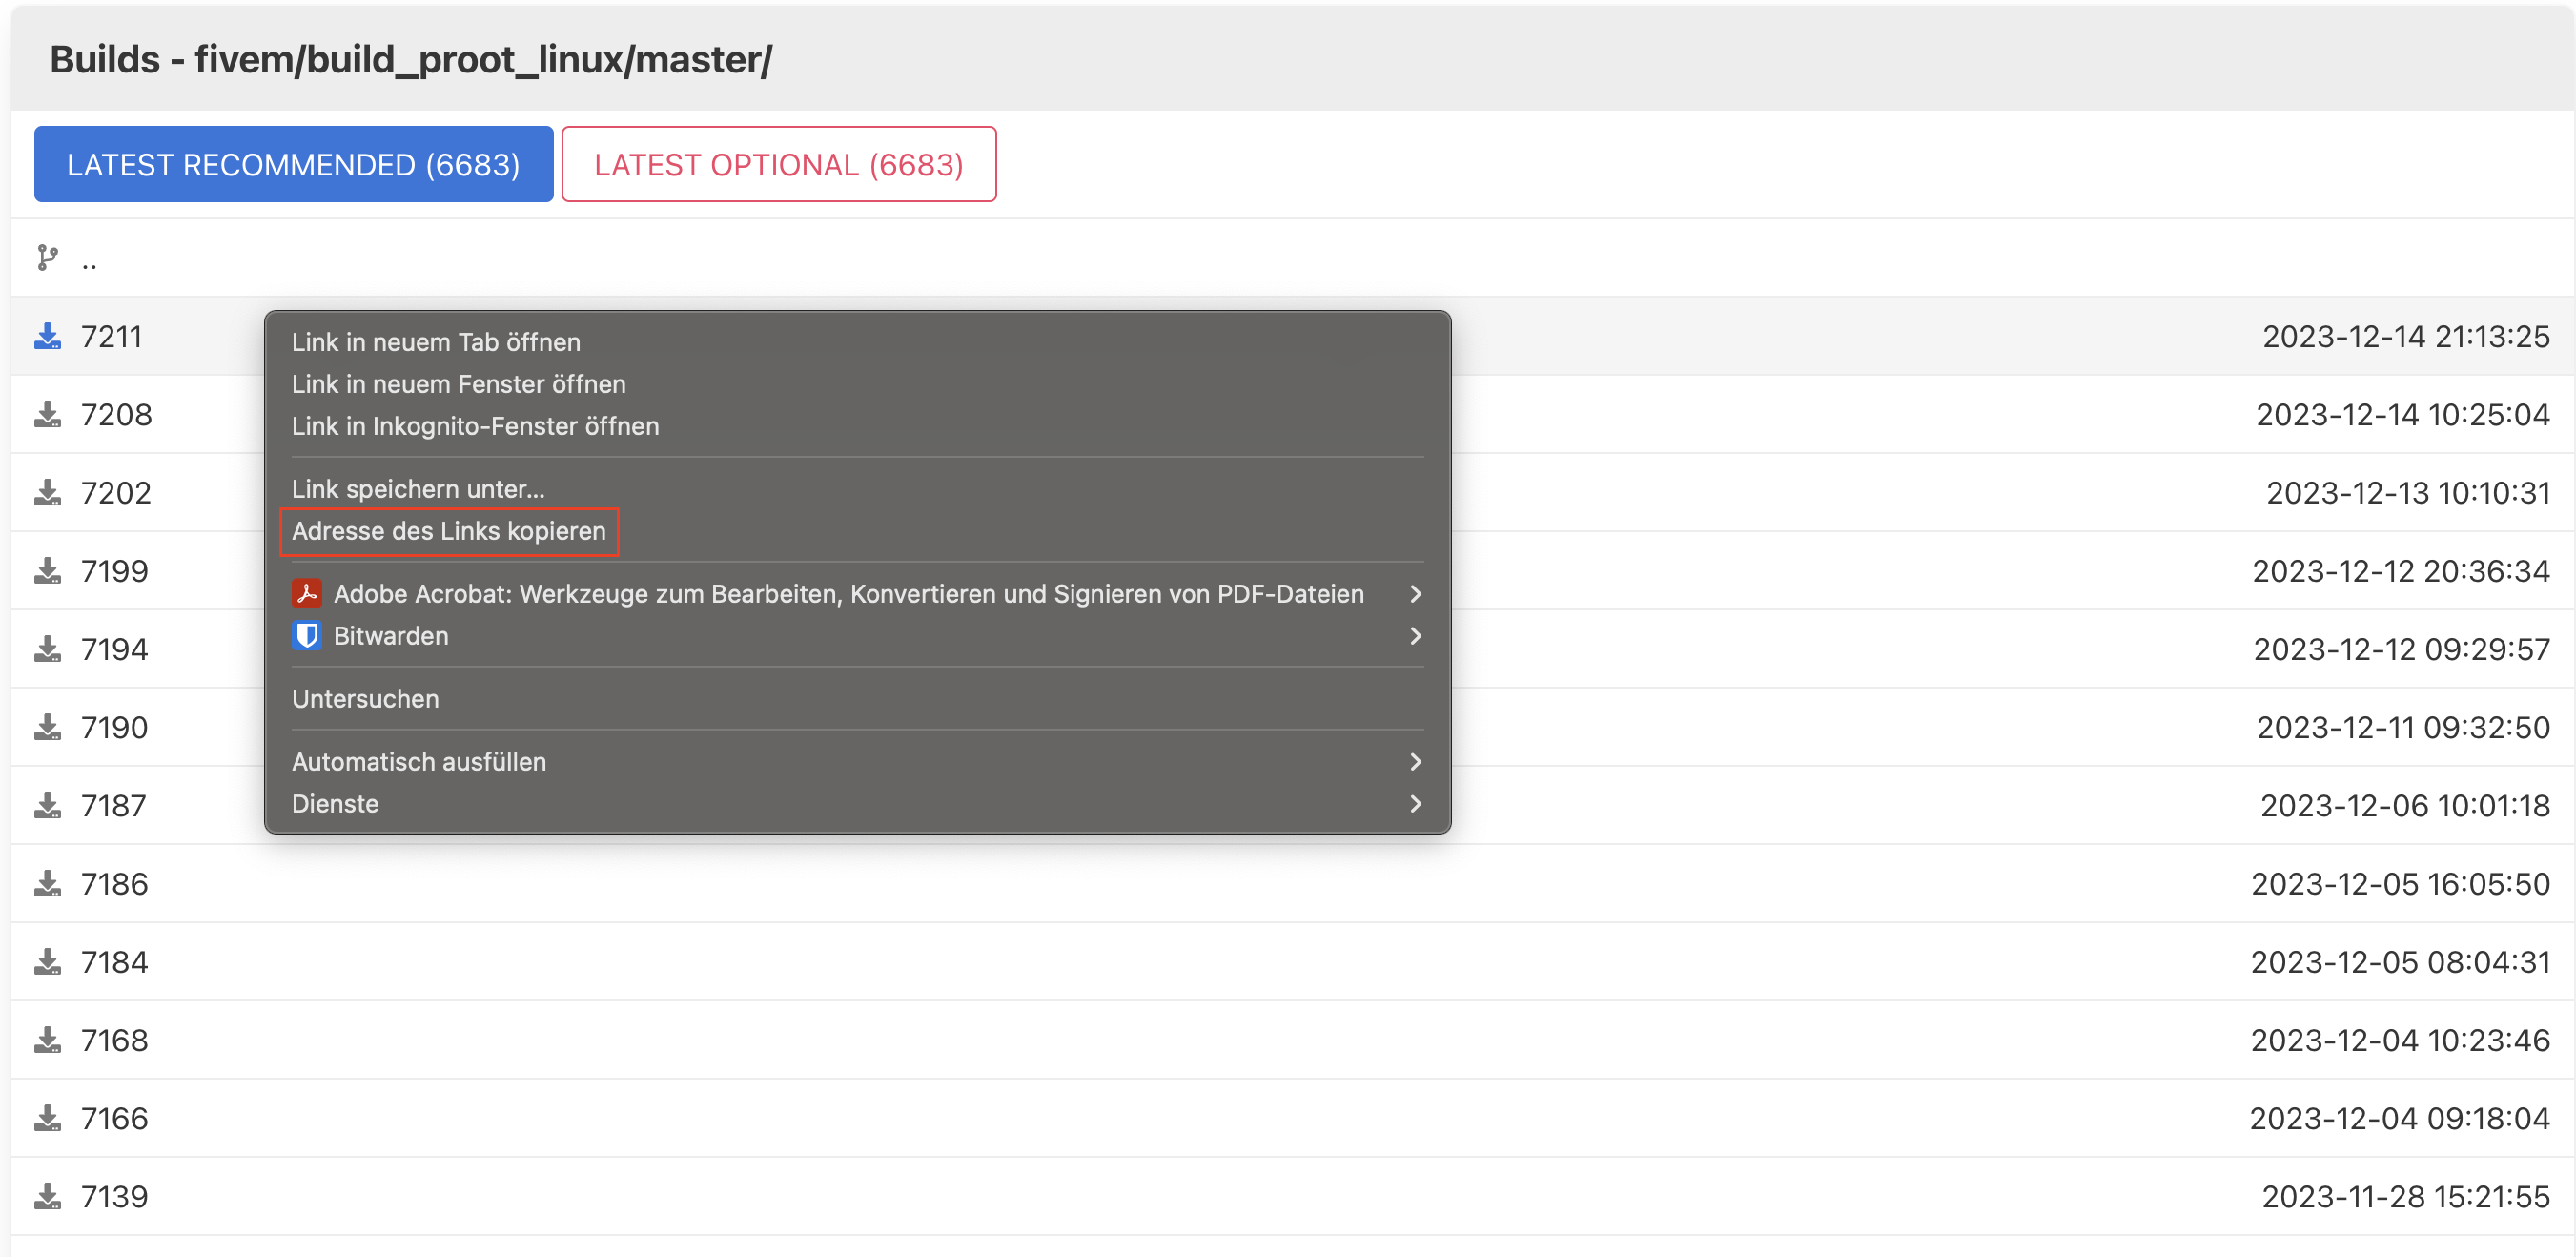 Builds - fivem/build_proot_linux/master/
LATEST RECOMMENDED (6683) LATEST OPTIONAL (6683)
..
7211 2023-12-14 21:13:25
7208 2023-12-14 10:25:04
7202 2023-12-13 10:10:31
7199 2023-12-12 20:36:34
7194 2023-12-12 09:29:57
7190 2023-12-11 09:32:50
7187 2023-12-06 10:01:18
7186 2023-12-05 16:05:50
7184 2023-12-05 08:04:31
7168 2023-12-04 10:23:46
7166 2023-12-04 09:18:04
7139 2023-11-28 15:21:55
Link in neuem Tab öffnen
Link in neuem Fenster öffnen
Link in Inkognito-Fenster öffnen
Link speichern unter...
Adresse des Links kopieren
Adobe Acrobat: Werkzeuge zum Bearbeiten, Konvertieren und Signieren von PDF-Dateien
Bitwarden
Untersuchen
Automatisch ausfüllen
Dienste